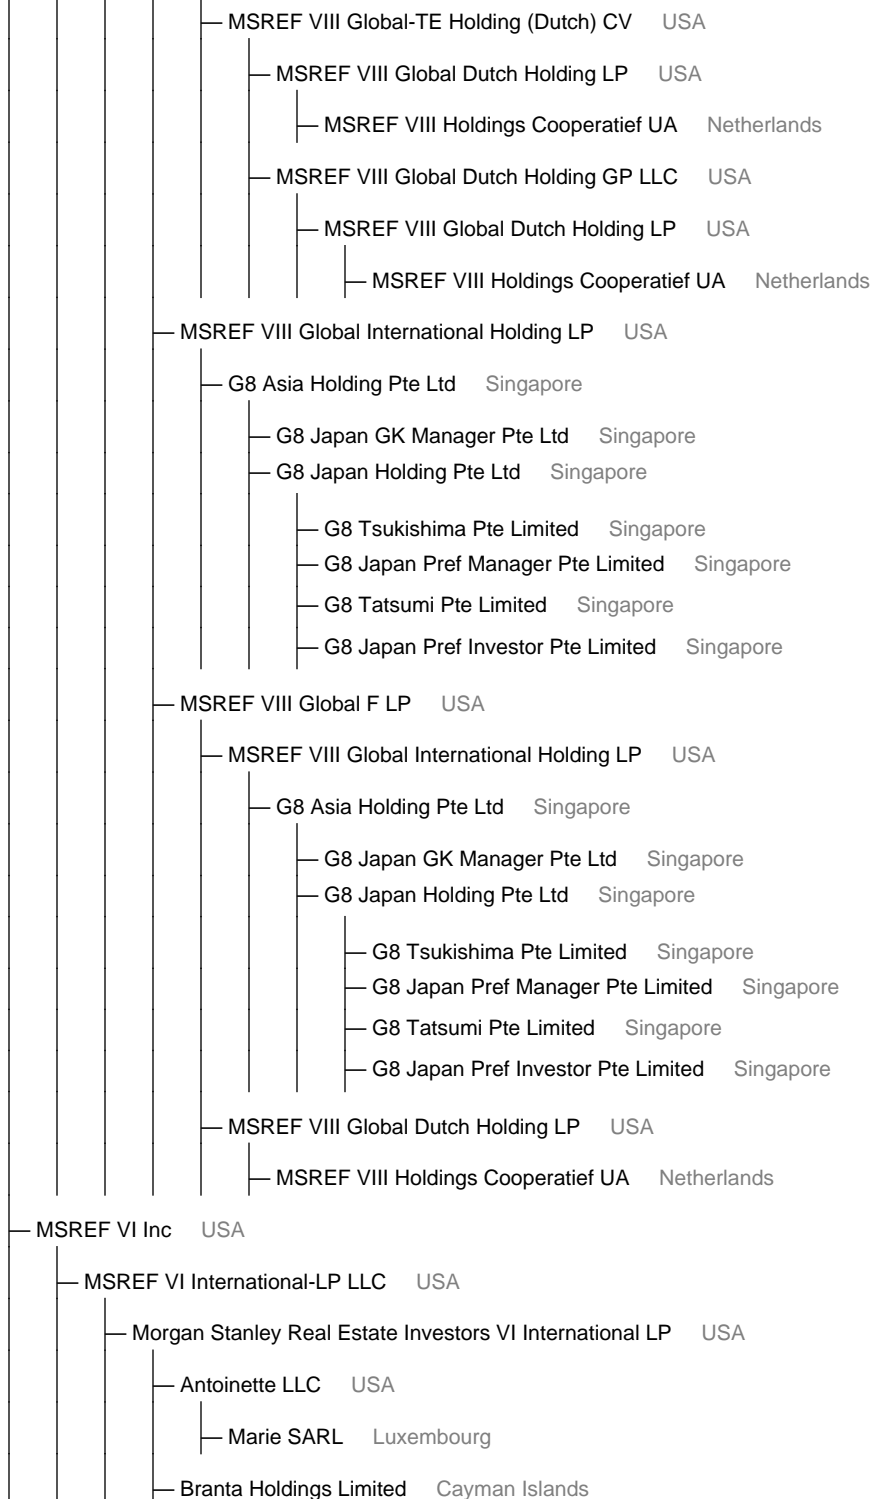 MSREF VIII Global-TE Holding (Dutch) CV USA
MSREF VIII Global Dutch Holding LP USA
MSREF VIII Holdings Cooperatief UA Netherlands
MSREF VIII Global Dutch Holding GP LLC USA
MSREF VIII Global Dutch Holding LP USA
MSREF VIII Holdings Cooperatief UA Netherlands
MSREF VIII Global International Holding LP USA
G8 Asia Holding Pte Ltd Singapore
G8 Japan GK Manager Pte Ltd Singapore
G8 Japan Holding Pte Ltd Singapore
G8 Tsukishima Pte Limited Singapore
G8 Japan Pref Manager Pte Limited Singapore
G8 Tatsumi Pte Limited Singapore
G8 Japan Pref Investor Pte Limited Singapore
MSREF VIII Global F LP USA
MSREF VIII Global International Holding LP USA
G8 Asia Holding Pte Ltd Singapore
G8 Japan GK Manager Pte Ltd Singapore
G8 Japan Holding Pte Ltd Singapore
G8 Tsukishima Pte Limited Singapore
G8 Japan Pref Manager Pte Limited Singapore
G8 Tatsumi Pte Limited Singapore
G8 Japan Pref Investor Pte Limited Singapore
MSREF VIII Global Dutch Holding LP USA
MSREF VIII Holdings Cooperatief UA Netherlands
MSREF VI Inc USA
MSREF VI International-LP LLC USA
Morgan Stanley Real Estate Investors VI International LP USA
Antoinette LLC USA
Marie SARL Luxembourg
Branta Holdings Limited Cayman Islands